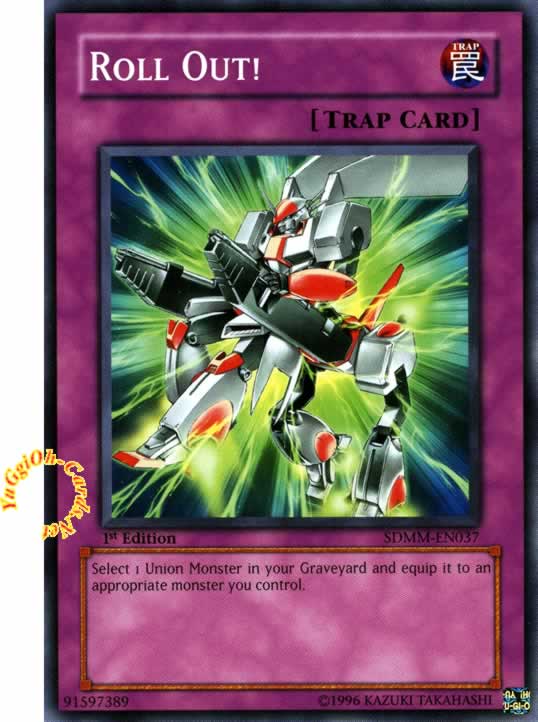 ROLL OUT!
TRAP
罠
[TRAP CARD]
YuGgiOh-Cards.Net
1st Edition
SDMM-EN037
Select 1 Union Monster in your Graveyard and equip it to an
appropriate monster you control.
91597389
©1996 KAZUKI TAKAHASHI